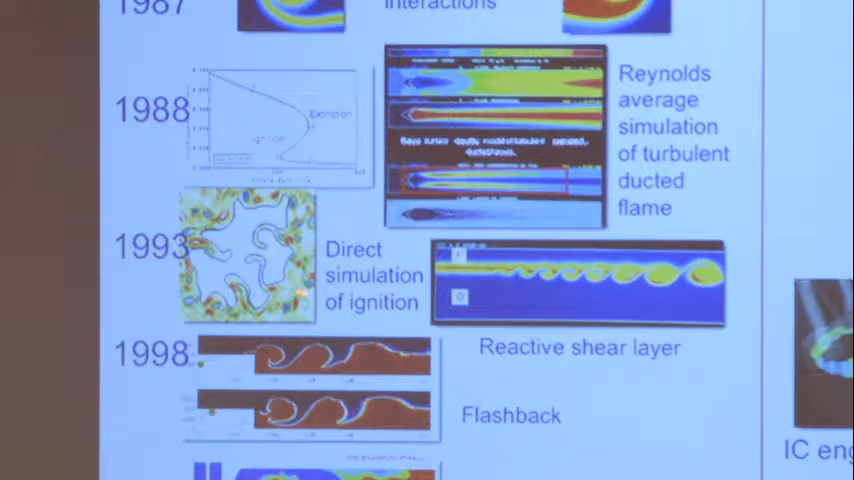 1987
interactions
1988
Extinction
Ignition
Reynolds
average
simulation
of turbulent
ducted
flame
1993
Direct
simulation
of ignition
F
O
Reactive shear layer
1998
Flashback
IC eng